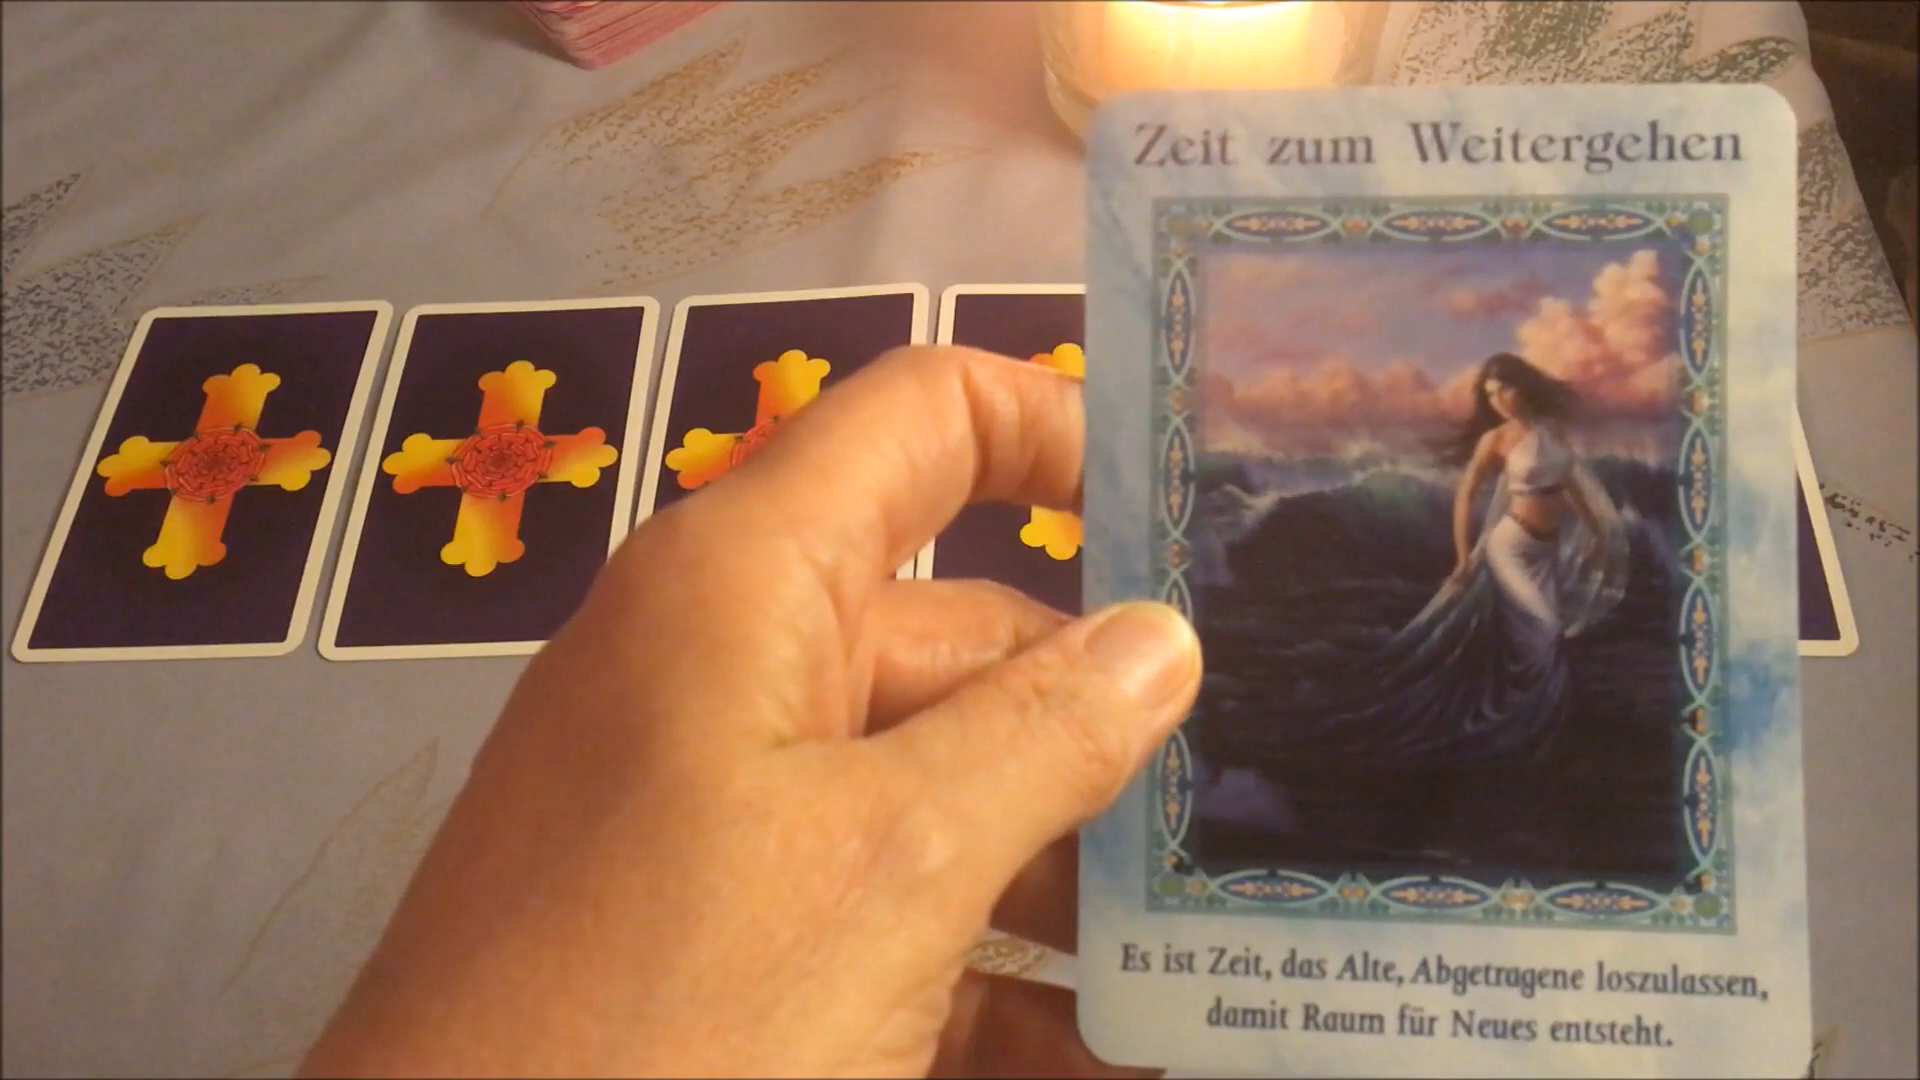 Zeit zum Weitergehen
Es ist Zeit, das Alte, Abgetragene loszulassen,
damit Raum für Neues entsteht.